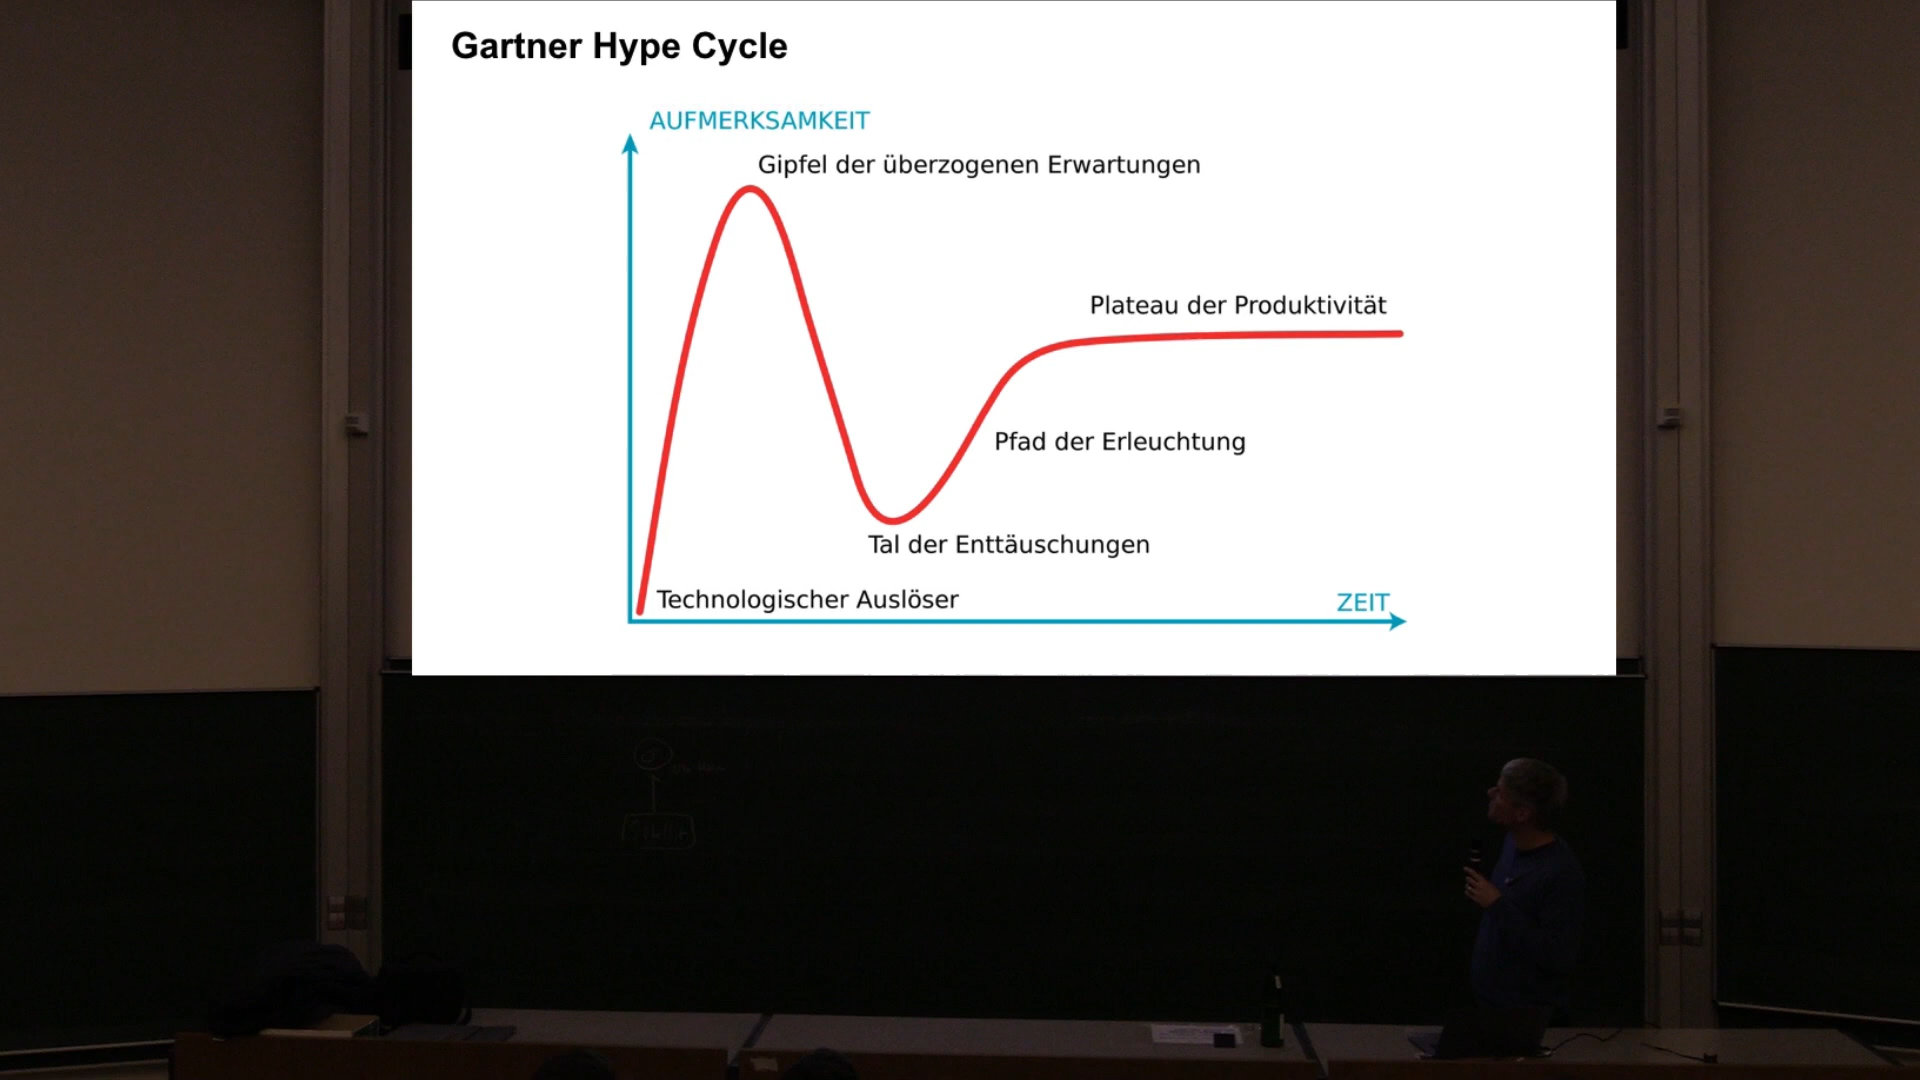 Gartner Hype Cycle
AUFMERKSAMKEIT
Gipfel der überzogenen Erwartungen
Plateau der Produktivität
Pfad der Erleuchtung
Tal der Enttäuschungen
Technologischer Auslöser
ZEIT